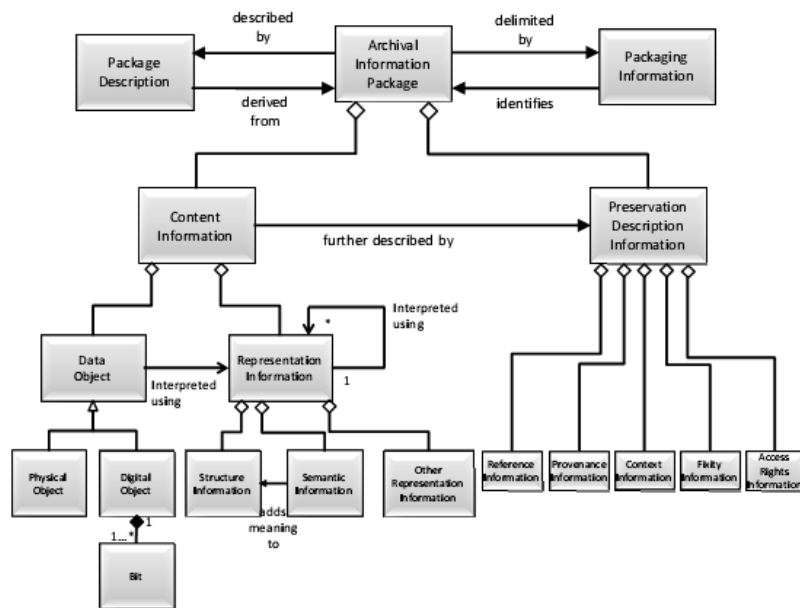 described
by
Archival
Information
Package
delimited
by
Package
Description
Packaging
Information
derived
from
identifies
Content
Information
further described by
Preservation
Description
Information
*
Interpreted
using
Data
Object
Interpreted
using
Representation
Information
1
Physical
Object
Digital
Object
Structure
Information
Semantic
Information
Other
Representation
Information
Reference
Information
Provenance
Information
Context
Information
Fixity
Information
Access
Rights
Information
adds
meaning
to
1
1...*
Bit